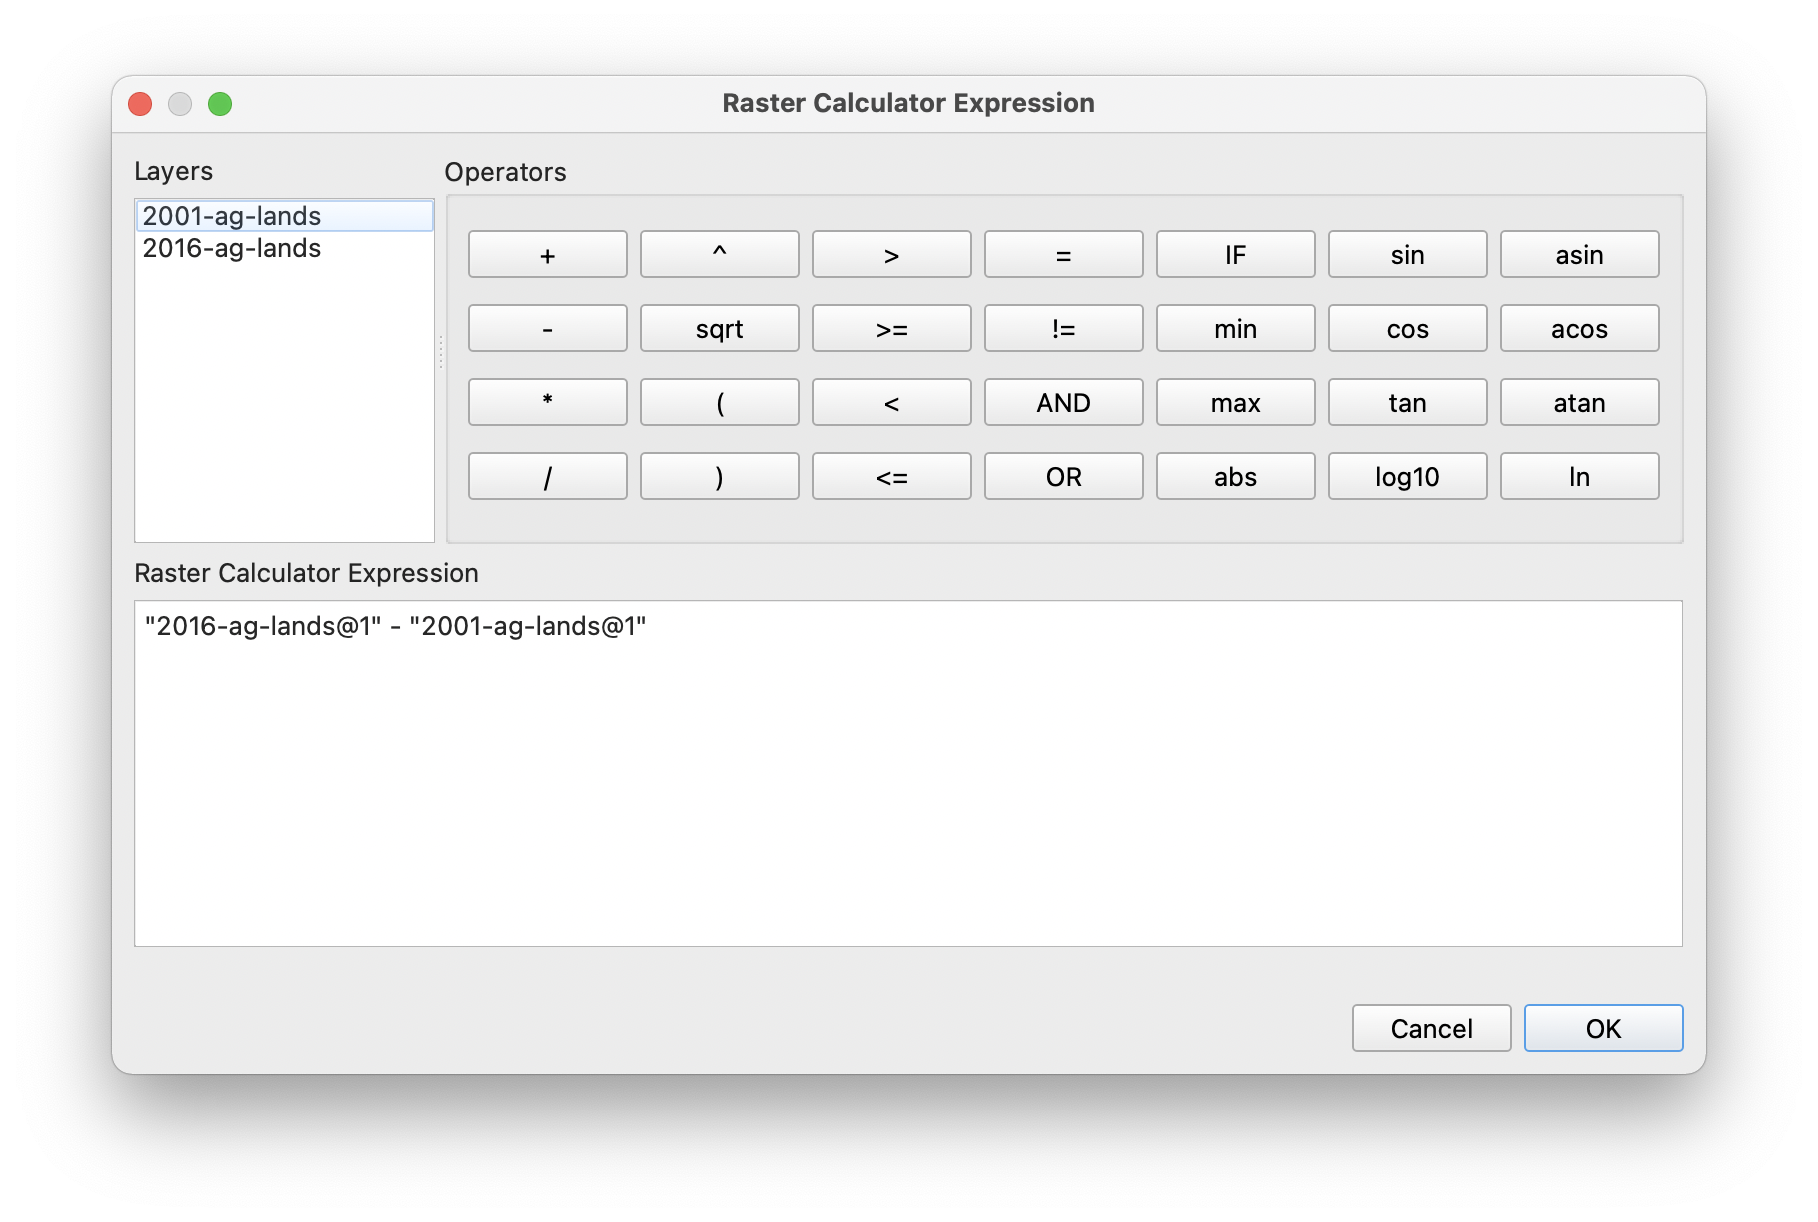 Raster Calculator Expression
Layers
Operators
2001-ag-lands
2016-ag-lands
+ ^ > = IF sin asin
- sqrt >= != min cos acos
* ( < AND max tan atan
/ ) <= OR abs log10 ln
Raster Calculator Expression
"2016-ag-lands@1" - "2001-ag-lands@1"
Cancel OK